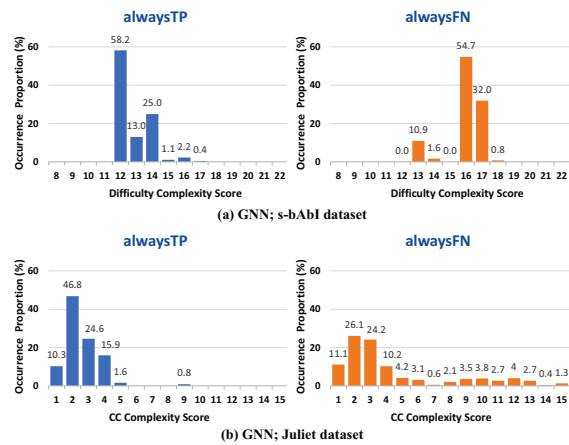 alwaysTP
alwaysFN
Occurrence Proportion (%)
60
40
20
0
58.2
13.0
25.0
1.1
2.2
0.4
8 9 10 11 12 13 14 15 16 17 18 19 20 21 22
Difficulty Complexity Score
Occurrence Proportion (%)
60
40
20
0
0.0
10.9
1.6
0.0
54.7
32.0
0.8
8 9 10 11 12 13 14 15 16 17 18 19 20 21 22
Difficulty Complexity Score
(a) GNN; s-bAbI dataset
alwaysTP
alwaysFN
Occurrence Proportion (%)
60
40
20
0
10.3
46.8
24.6
15.9
1.6
0.8
1 2 3 4 5 6 7 8 9 10 11 12 13 14 15
CC Complexity Score
Occurrence Proportion (%)
60
40
20
0
11.1
26.1
24.2
10.2
4.2
3.1
0.6
2.1
3.5
3.8
2.7
4
2.7
0.4
1.3
1 2 3 4 5 6 7 8 9 10 11 12 13 14 15
CC Complexity Score
(b) GNN; Juliet dataset